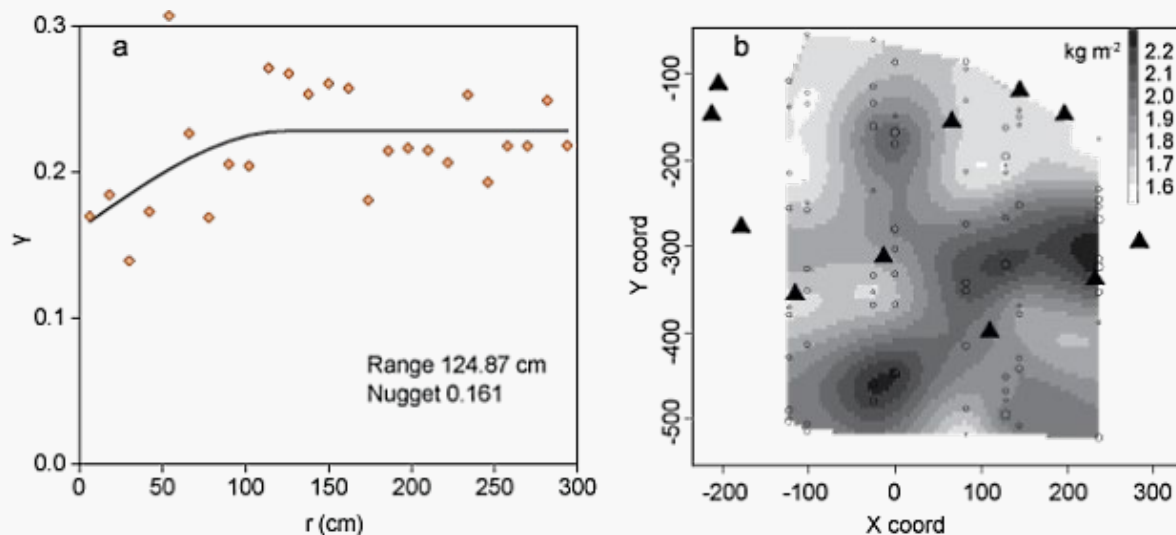 a
0.3
0.2
0.1
0.0
γ
0 50 100 150 200 250 300
r (cm)
Range 124.87 cm
Nugget 0.161
b
kg m-2
2.2
2.1
2.0
1.9
1.8
1.7
1.6
-100
-200
-300
-400
-500
Y coord
-200 -100 0 100 200 300
X coord